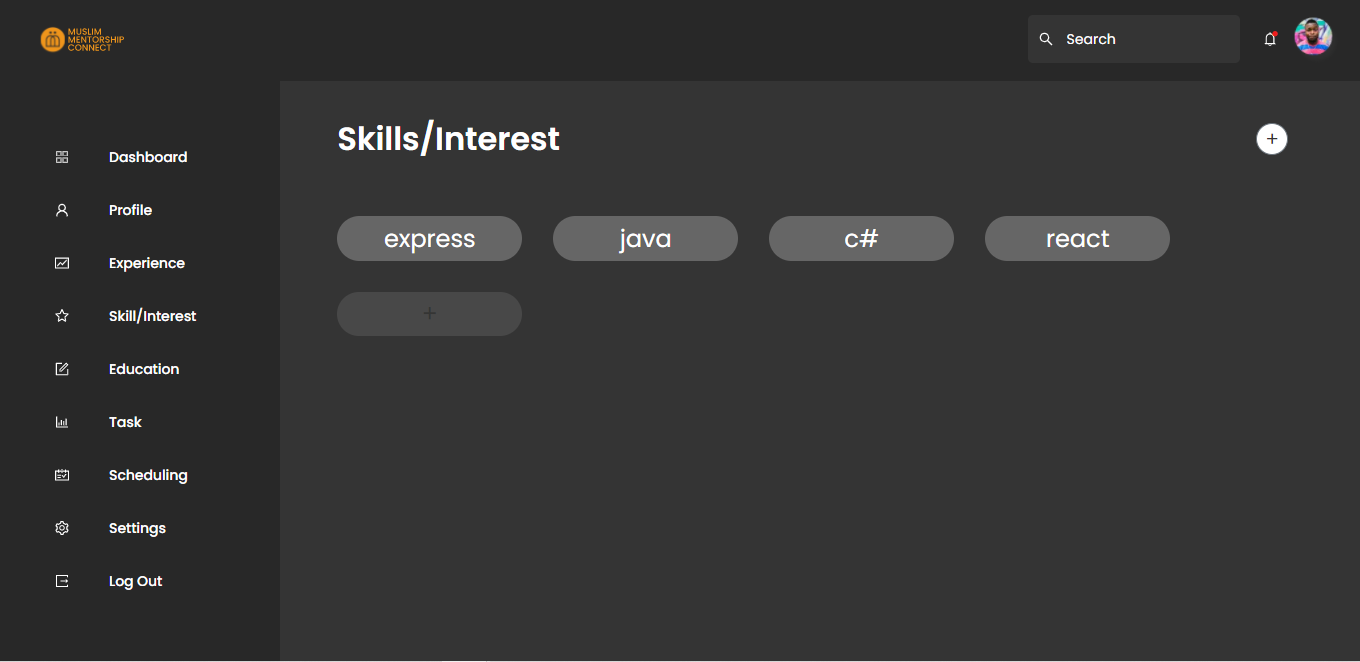 MUSLIM
MENTORSHIP
CONNECT
Search
Skills/Interest
+
Dashboard
Profile
Experience
Skill/Interest
Education
Task
Scheduling
Settings
Log Out
express java c# react
+